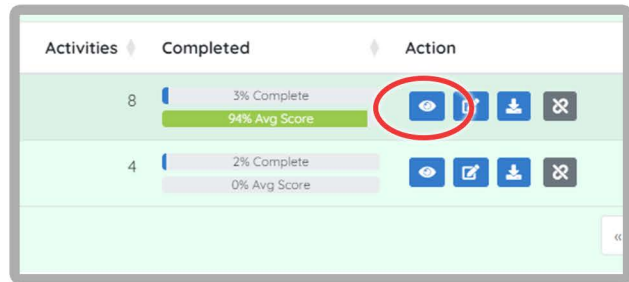 Activities Completed Action
8 3% Complete
94% Avg Score
4 2% Complete
0% Avg Score
«